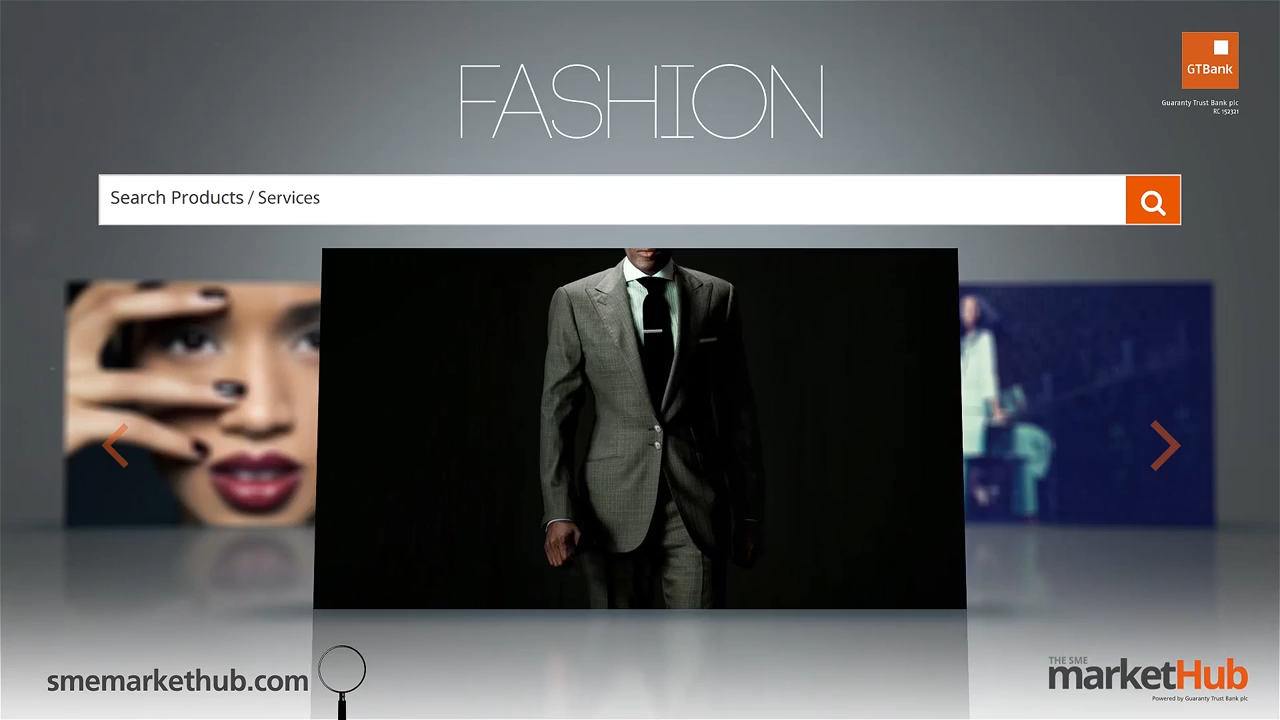 FASHION
GTBank
Guaranty Trust Bank plc
RC 152321
Search Products / Services
smemarkethub.com
THE SME
marketHub
Powered by Guaranty Trust Bank plc